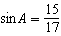 sin A = 15/17